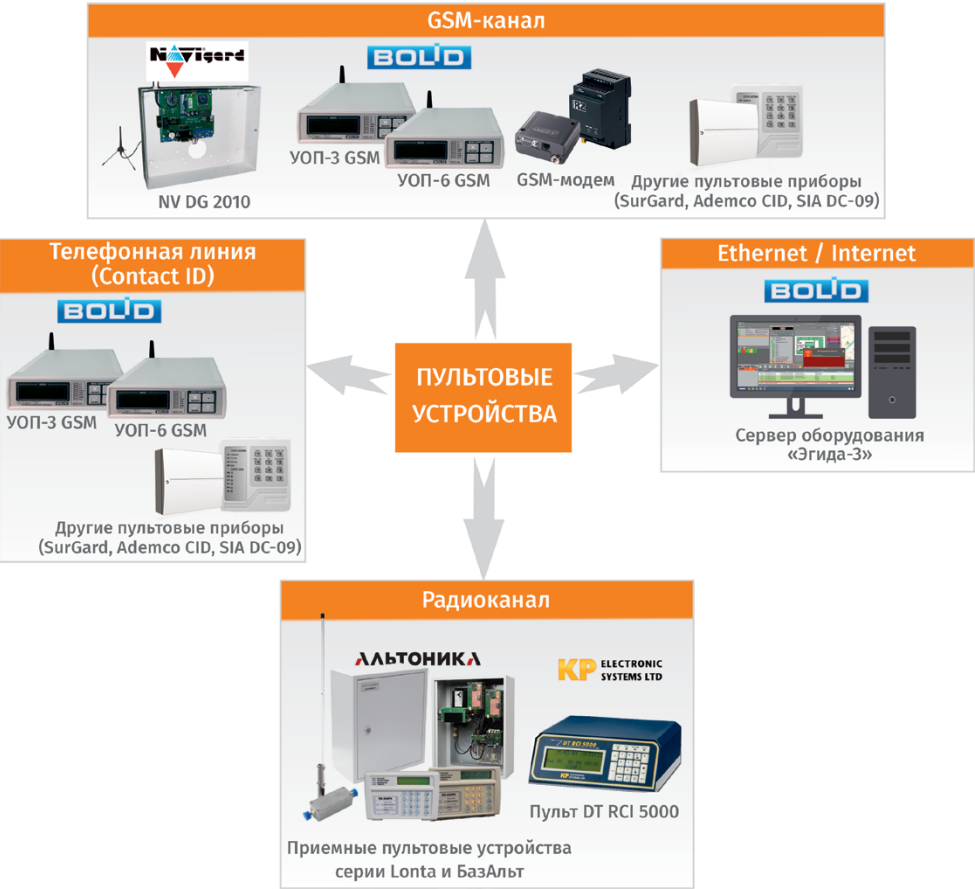 GSM-канал
NAVigard
BOLID
УОП-3 GSM
УОП-6 GSM
NV DG 2010
GSM-модем
Другие пультовые приборы
(SurGard, Ademco CID, SIA DC-09)
Телефонная линия
(Contact ID)
BOLID
УОП-3 GSM
УОП-6 GSM
Другие пультовые приборы
(SurGard, Ademco CID, SIA DC-09)
ПУЛЬТОВЫЕ
УСТРОЙСТВА
Ethernet / Internet
BOLID
Сервер оборудования
«Эгида-3»
Радиоканал
АЛЬТОНИКА
KP ELECTRONIC
SYSTEMS LTD
DT RCI 5000
KP
Пульт DT RCI 5000
Приемные пультовые устройства
серии Lonta и БазАльт